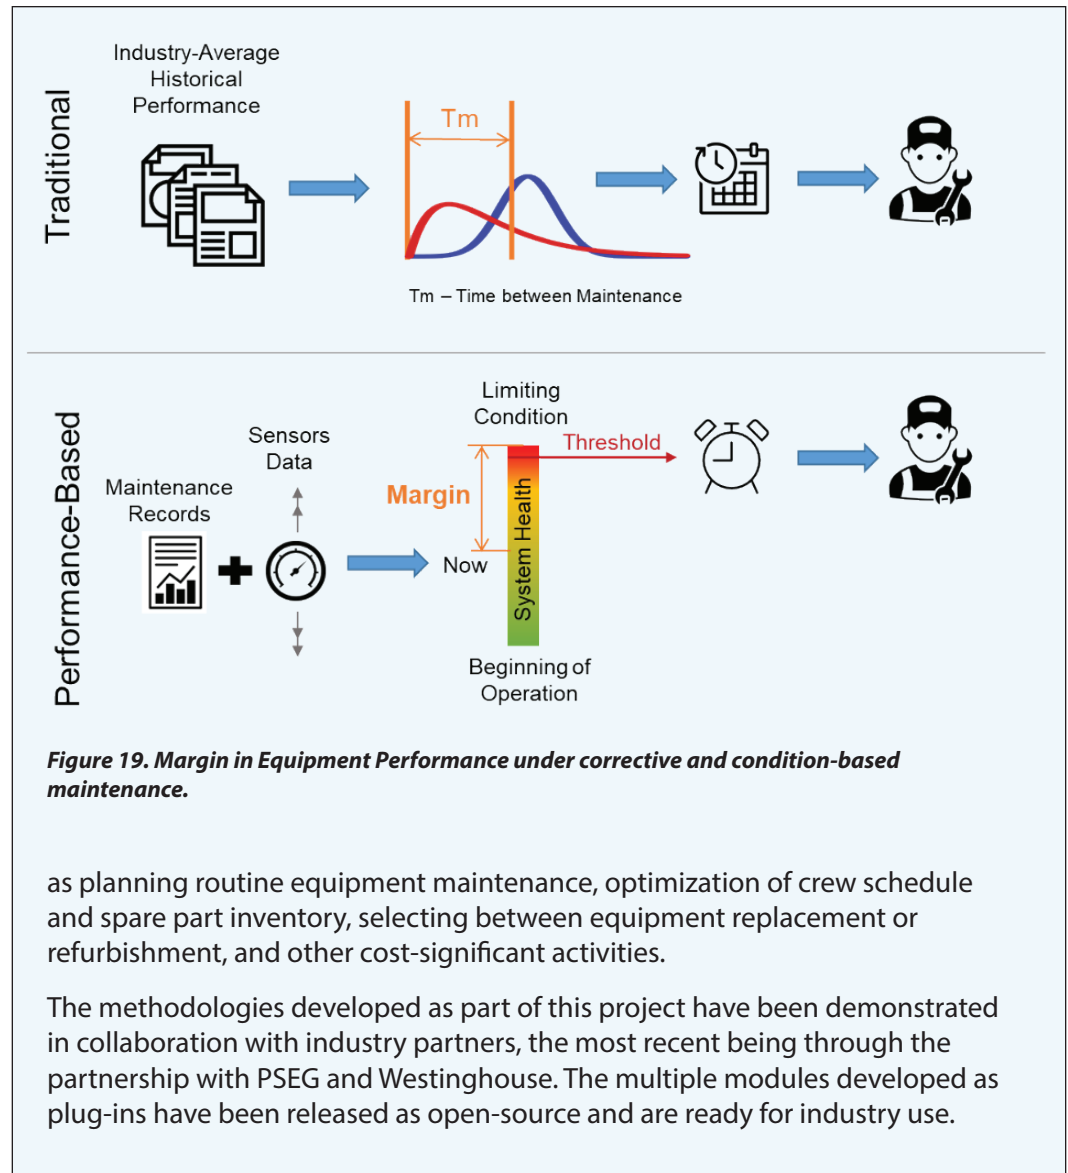 Traditional
Industry-Average
Historical
Performance
Tm
Tm – Time between Maintenance
Performance-Based
Maintenance
Records
Sensors
Data
Limiting
Condition
Threshold
Margin
Now
System Health
Beginning of
Operation
Figure 19. Margin in Equipment Performance under corrective and condition-based
maintenance.
as planning routine equipment maintenance, optimization of crew schedule
and spare part inventory, selecting between equipment replacement or
refurbishment, and other cost-significant activities.
The methodologies developed as part of this project have been demonstrated
in collaboration with industry partners, the most recent being through the
partnership with PSEG and Westinghouse. The multiple modules developed as
plug-ins have been released as open-source and are ready for industry use.